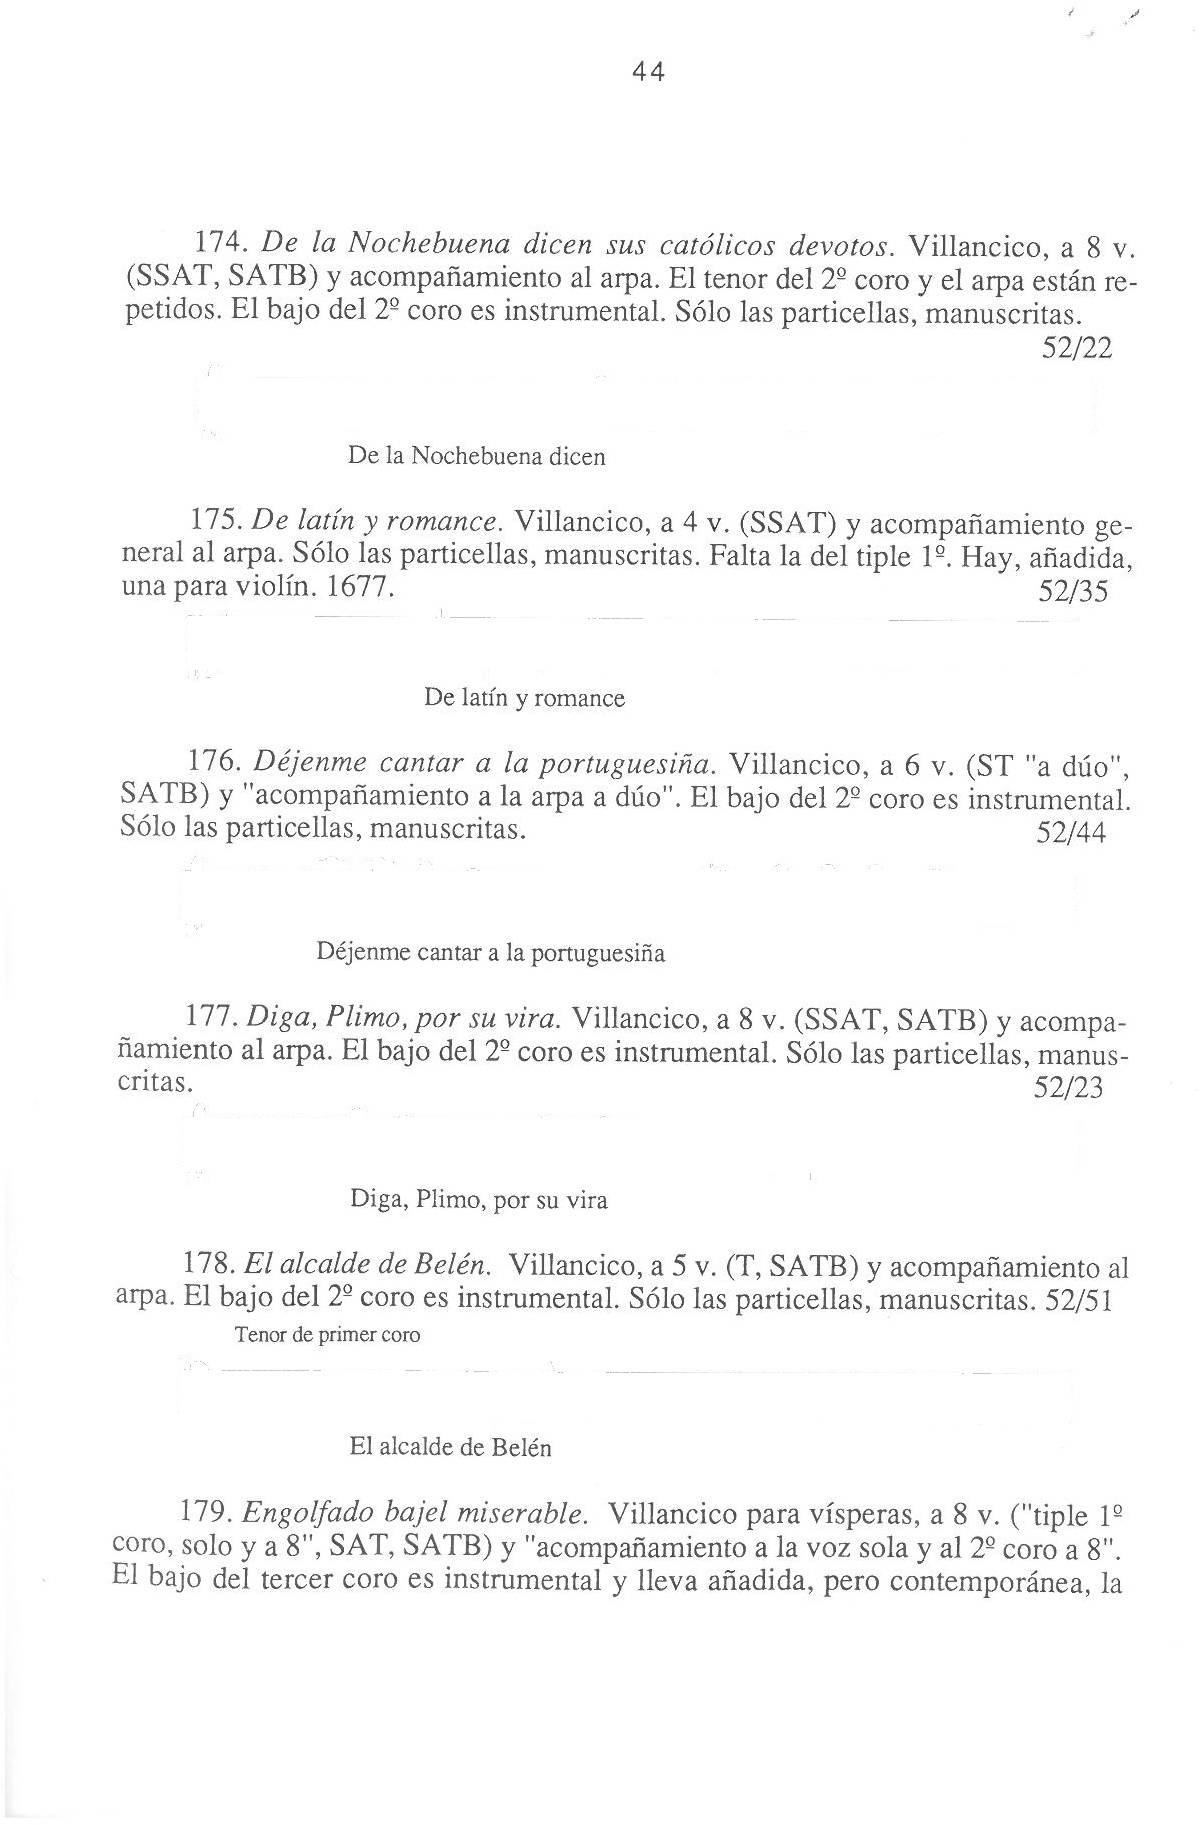 44
174. De la Nochebuena dicen sus católicos devotos. Villancico, a 8 v.
(SSAT, SATB) y acompañamiento al arpa. El tenor del 2º coro y el arpa están re-
petidos. El bajo del 2º coro es instrumental. Sólo las particellas, manuscritas.
52/22
De la Nochebuena dicen
175. De latín y romance. Villancico, a 4 v. (SSAT) y acompañamiento ge-
neral al arpa. Sólo las particellas, manuscritas. Falta la del tiple 1º. Hay, añadida,
una para violín. 1677. 52/35
De latín y romance
176. Déjenme cantar a la portuguesiña. Villancico, a 6 v. (ST "a dúo",
SATB) y "acompañamiento a la arpa a dúo". El bajo del 2º coro es instrumental.
Sólo las particellas, manuscritas. 52/44
Déjenme cantar a la portuguesiña
177. Diga, Plimo, por su vira. Villancico, a 8 v. (SSAT, SATB) y acompa-
ñamiento al arpa. El bajo del 2º coro es instrumental. Sólo las particellas, manus-
critas. 52/23
Diga, Plimo, por su vira
178. El alcalde de Belén. Villancico, a 5 v. (T, SATB) y acompañamiento al
arpa. El bajo del 2º coro es instrumental. Sólo las particellas, manuscritas. 52/51
Tenor de primer coro
El alcalde de Belén
179. Engolfado bajel miserable. Villancico para vísperas, a 8 v. ("tiple 1º
coro, solo y a 8", SAT, SATB) y "acompañamiento a la voz sola y al 2º coro a 8".
El bajo del tercer coro es instrumental y lleva añadida, pero contemporánea, la